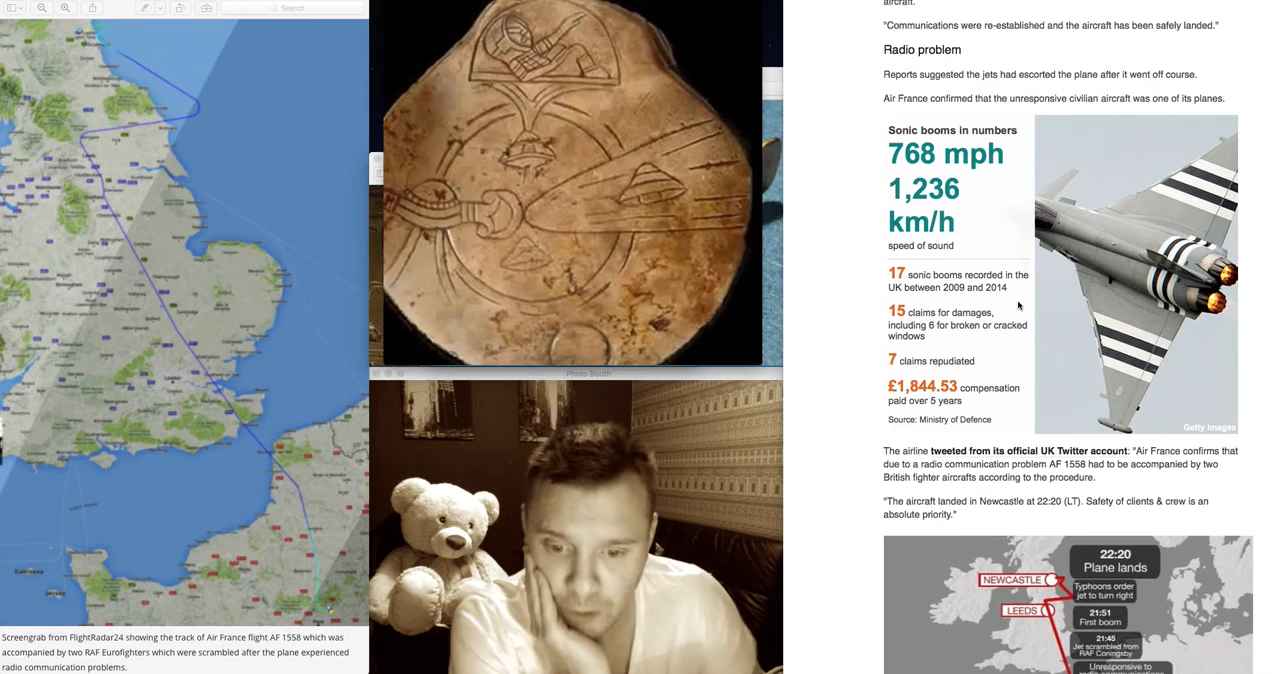 Search
Guernsey
Jersey
Screengrab from FlightRadar24 showing the track of Air France flight AF 1558 which was
accompanied by two RAF Eurofighters which were scrambled after the plane experienced
radio communication problems.
Photo Booth
aircraft.
"Communications were re-established and the aircraft has been safely landed."
Radio problem
Reports suggested the jets had escorted the plane after it went off course.
Air France confirmed that the unresponsive civilian aircraft was one of its planes.
Sonic booms in numbers
768 mph
1,236
km/h
speed of sound
17 sonic booms recorded in the
UK between 2009 and 2014
15 claims for damages,
including 6 for broken or cracked
windows
7 claims repudiated
£1,844.53 compensation
paid over 5 years
Source: Ministry of Defence
Getty Images
The airline tweeted from its official UK Twitter account: "Air France confirms that
due to a radio communication problem AF 1558 had to be accompanied by two
British fighter aircrafts according to the procedure.
"The aircraft landed in Newcastle at 22:20 (LT). Safety of clients & crew is an
absolute priority."
22:20
Plane lands
NEWCASTLE
Typhoons order
jet to turn right
LEEDS
21:51
First boom
21:45
Jet scrambled from
RAF Coningsby
Unresponsive to
radio communications